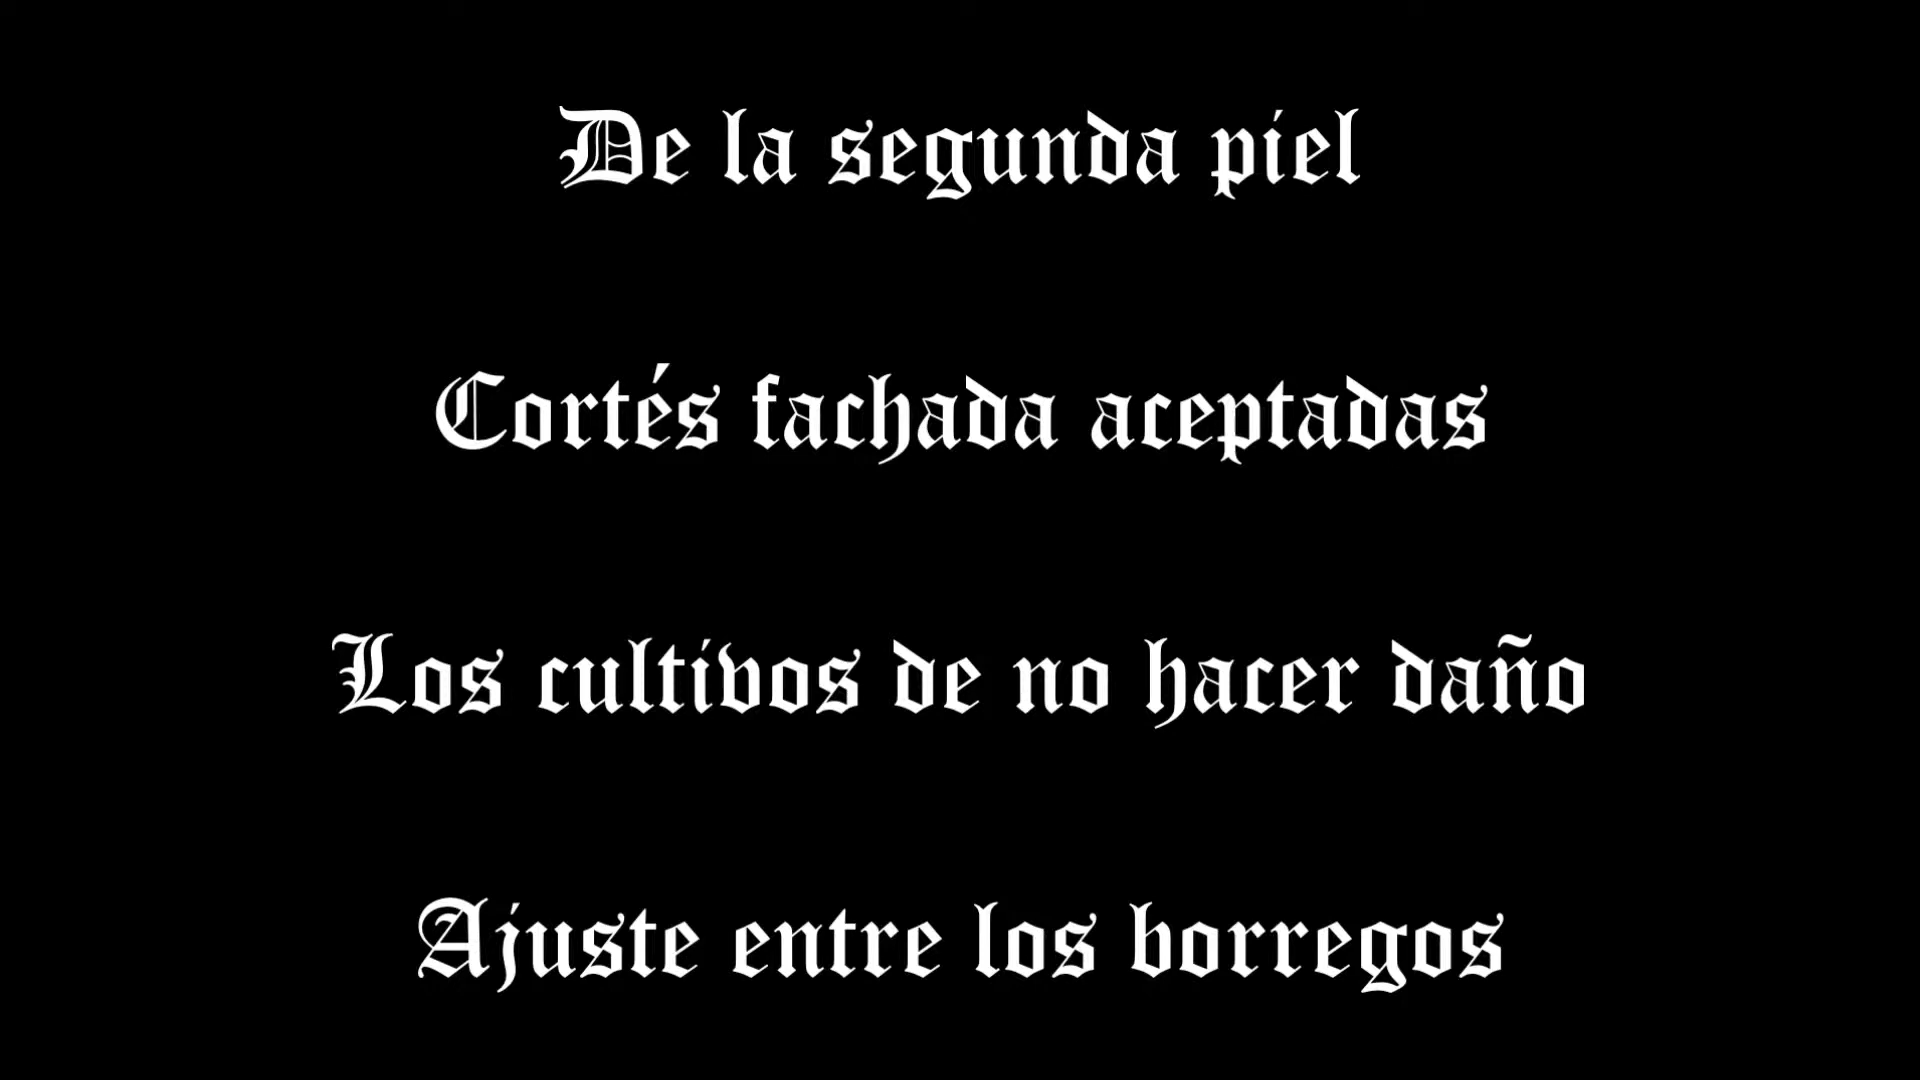 De la segunda piel
Cortés fachada aceptadas
Los cultivos de no hacer daño
Ajuste entre los borregos